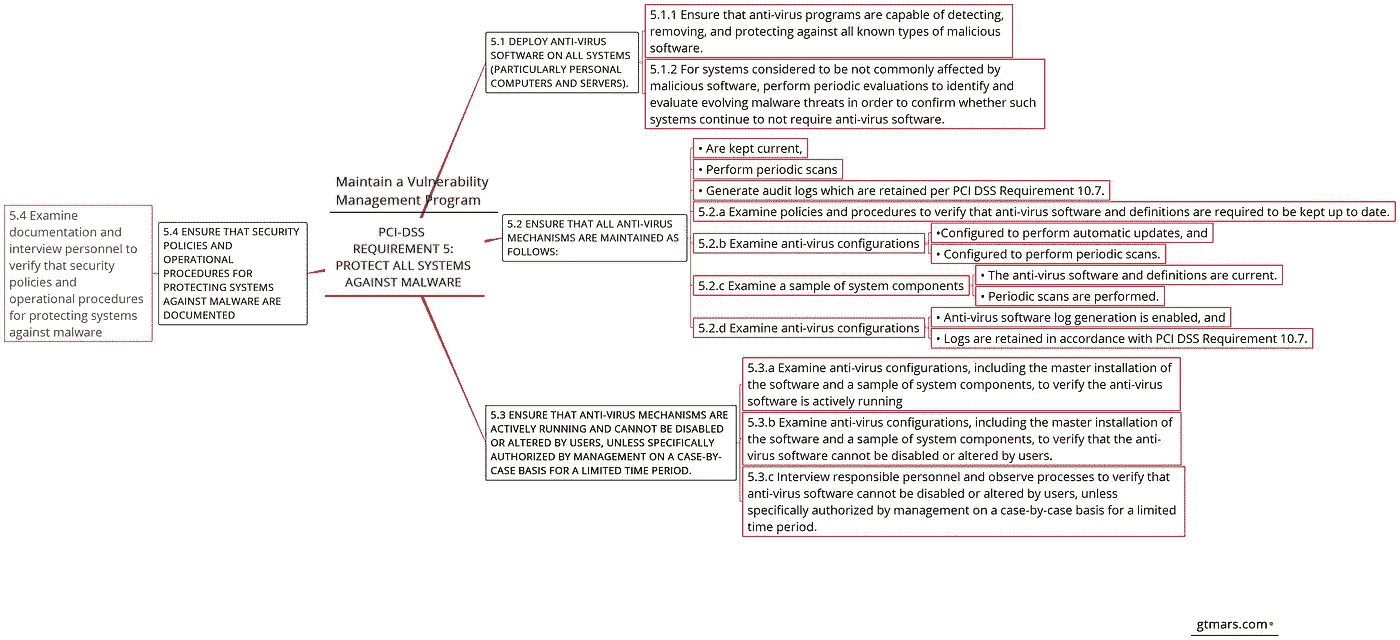 Maintain a Vulnerability
Management Program
PCI-DSS
REQUIREMENT 5:
PROTECT ALL SYSTEMS
AGAINST MALWARE
5.1 DEPLOY ANTI-VIRUS
SOFTWARE ON ALL SYSTEMS
(PARTICULARLY PERSONAL
COMPUTERS AND SERVERS).
5.1.1 Ensure that anti-virus programs are capable of detecting,
removing, and protecting against all known types of malicious
software.
5.1.2 For systems considered to be not commonly affected by
malicious software, perform periodic evaluations to identify and
evaluate evolving malware threats in order to confirm whether such
systems continue to not require anti-virus software.
5.2 ENSURE THAT ALL ANTI-VIRUS
MECHANISMS ARE MAINTAINED AS
FOLLOWS:
• Are kept current,
• Perform periodic scans
• Generate audit logs which are retained per PCI DSS Requirement 10.7.
5.2.a Examine policies and procedures to verify that anti-virus software and definitions are required to be kept up to date.
5.2.b Examine anti-virus configurations
•Configured to perform automatic updates, and
• Configured to perform periodic scans.
5.2.c Examine a sample of system components
• The anti-virus software and definitions are current.
• Periodic scans are performed.
5.2.d Examine anti-virus configurations
• Anti-virus software log generation is enabled, and
• Logs are retained in accordance with PCI DSS Requirement 10.7.
5.3 ENSURE THAT ANTI-VIRUS MECHANISMS ARE
ACTIVELY RUNNING AND CANNOT BE DISABLED
OR ALTERED BY USERS, UNLESS SPECIFICALLY
AUTHORIZED BY MANAGEMENT ON A CASE-BY-
CASE BASIS FOR A LIMITED TIME PERIOD.
5.3.a Examine anti-virus configurations, including the master installation of
the software and a sample of system components, to verify the anti-virus
software is actively running
5.3.b Examine anti-virus configurations, including the master installation of
the software and a sample of system components, to verify that the anti-
virus software cannot be disabled or altered by users.
5.3.c Interview responsible personnel and observe processes to verify that
anti-virus software cannot be disabled or altered by users, unless
specifically authorized by management on a case-by-case basis for a limited
time period.
5.4 ENSURE THAT SECURITY
POLICIES AND
OPERATIONAL
PROCEDURES FOR
PROTECTING SYSTEMS
AGAINST MALWARE ARE
DOCUMENTED
5.4 Examine
documentation and
interview personnel to
verify that security
policies and
operational procedures
for protecting systems
against malware
gtmars.com